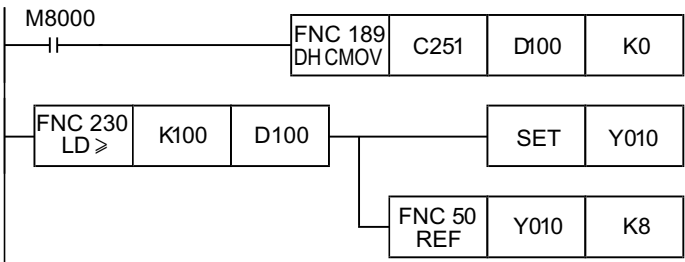 M8000
FNC 189
DHCMOV
C251
D100
K0
FNC 230
LD ⩾
K100
D100
SET
Y010
FNC 50
REF
Y010
K8